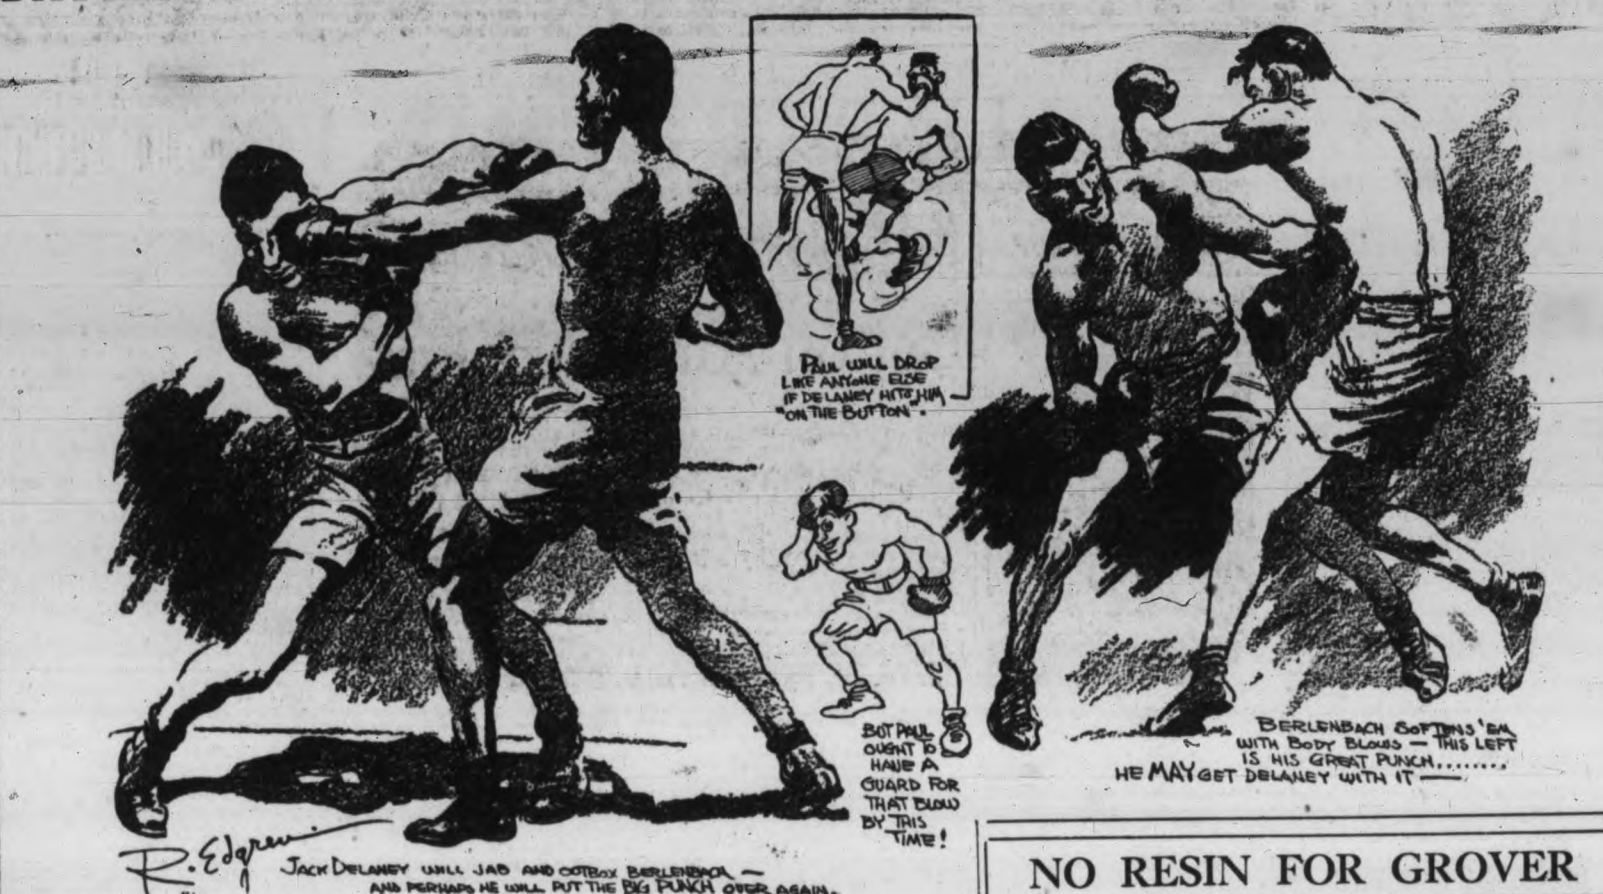 PAUL WILL DROP
LIKE ANYONE ELSE
IF DELANEY HITS HIM
"ON THE BUTTON".
BUT PAUL
OUGHT TO
HAVE A
GUARD FOR
THAT BLOW
BY THIS
TIME!
BERLENBACH SOFTENS 'EM
WITH BODY BLOWS — THIS LEFT
IS HIS GREAT PUNCH........
HE MAY GET DELANEY WITH IT —
R. Edgren
JACK DELANEY WILL JAB AND OUTBOX BERLENBACH —
AND PERHAPS HE WILL PUT THE BIG PUNCH OVER AGAIN.
NO RESIN FOR GROVER